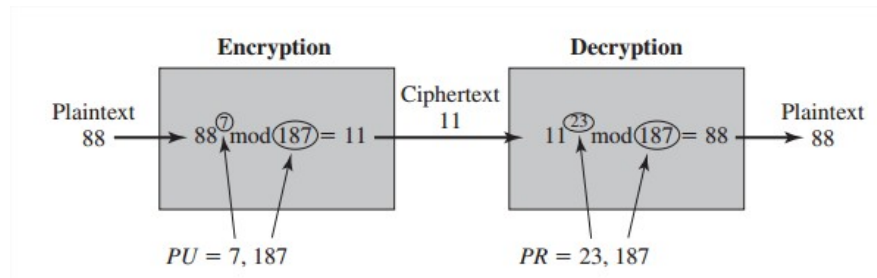 Encryption
Decryption
Plaintext
88
88^7 mod 187 = 11
Ciphertext
11
11^23 mod 187 = 88
Plaintext
88
PU = 7, 187
PR = 23, 187